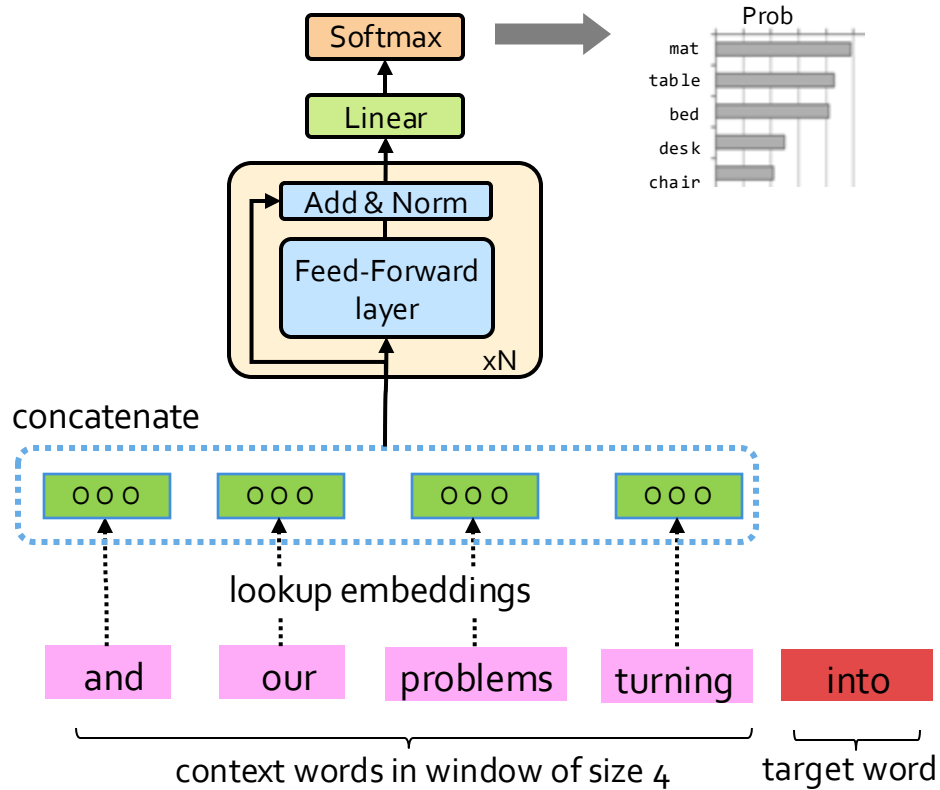 Softmax
Prob
mat
table
bed
desk
chair
Linear
Add & Norm
Feed-Forward
layer
xN
concatenate
O O O
O O O
O O O
O O O
lookup embeddings
and
our
problems
turning
into
context words in window of size 4
target word